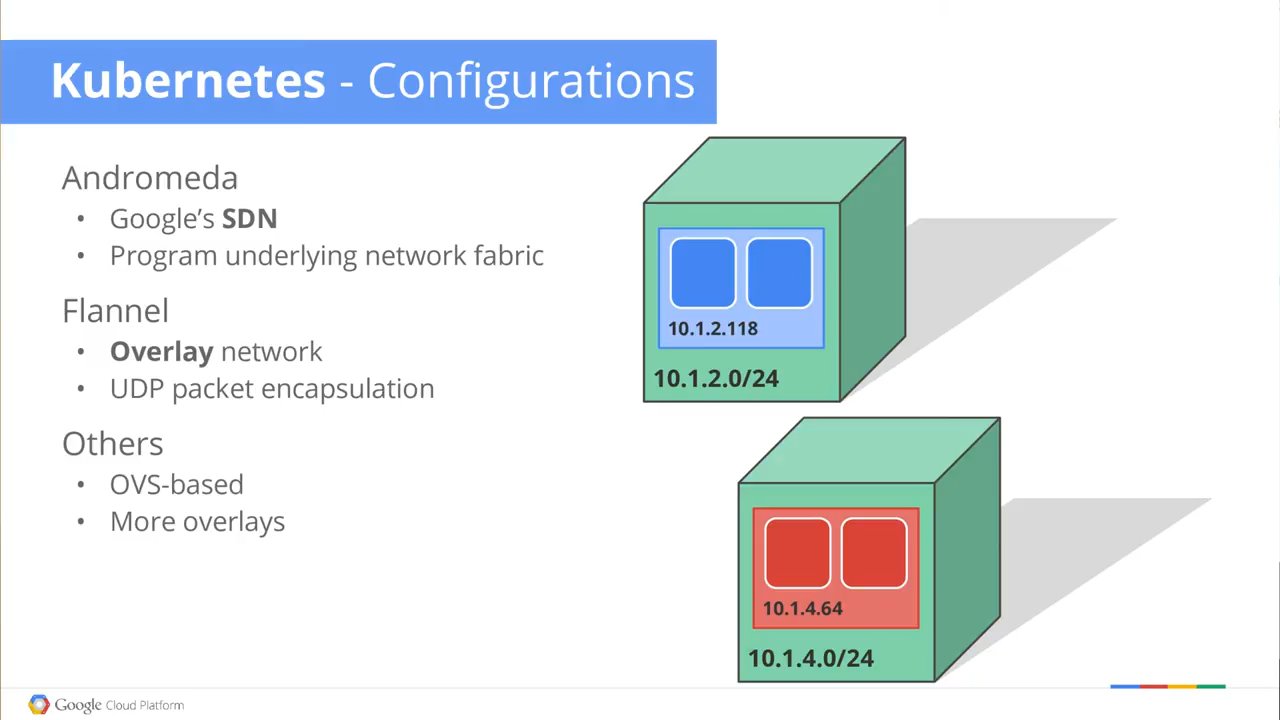 Kubernetes - Configurations
Andromeda
• Google’s SDN
• Program underlying network fabric
Flannel
• Overlay network
• UDP packet encapsulation
Others
• OVS-based
• More overlays
10.1.2.118
10.1.2.0/24
10.1.4.64
10.1.4.0/24
Google Cloud Platform